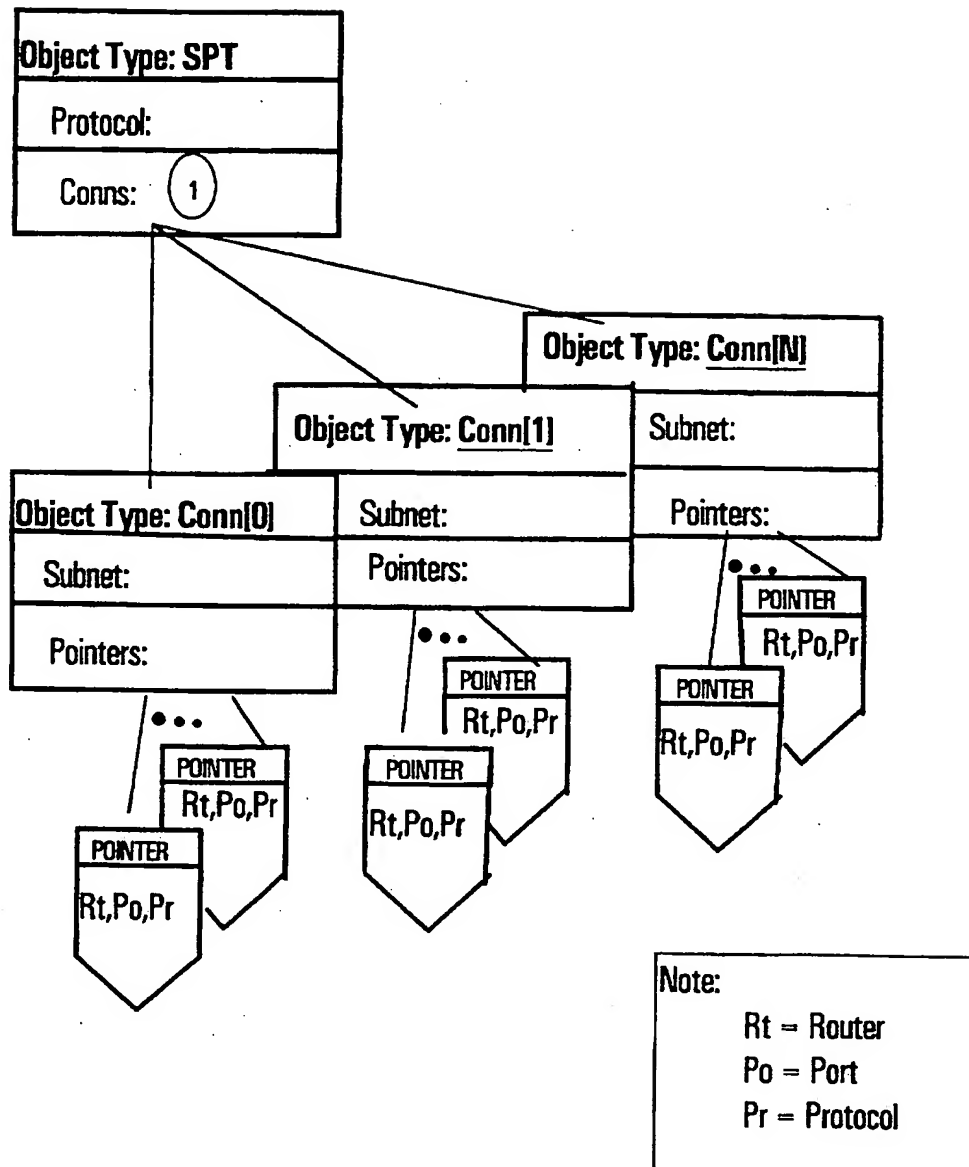 Object Type: SPT
Protocol:
Conns: 1
Object Type: Conn[N]
Subnet:
Pointers:
Object Type: Conn[1]
Subnet:
Pointers:
Object Type: Conn[0]
Subnet:
Pointers:
POINTER
Rt,Po,Pr
POINTER
Rt,Po,Pr
POINTER
Rt,Po,Pr
POINTER
Rt,Po,Pr
POINTER
Rt,Po,Pr
POINTER
Rt,Po,Pr
Note:
Rt = Router
Po = Port
Pr = Protocol